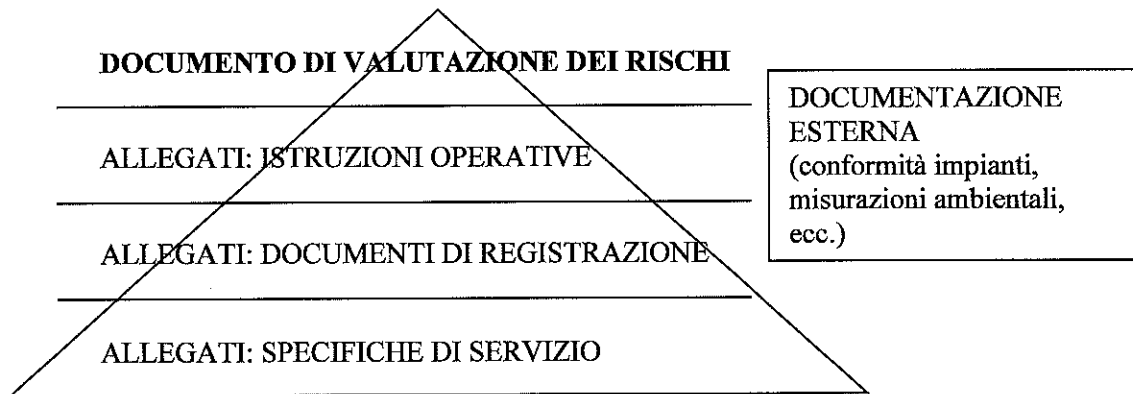 DOCUMENTO DI VALUTAZIONE DEI RISCHI
ALLEGATI: ISTRUZIONI OPERATIVE
ALLEGATI: DOCUMENTI DI REGISTRAZIONE
ALLEGATI: SPECIFICHE DI SERVIZIO
DOCUMENTAZIONE
ESTERNA
(conformità impianti,
misurazioni ambientali,
ecc.)